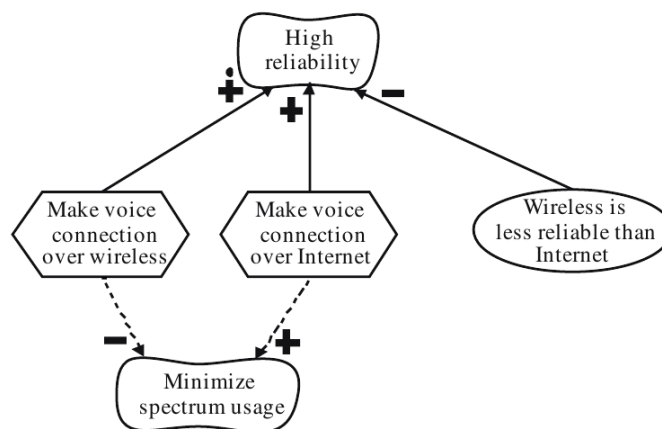 High
reliability
+
+
−
Make voice
connection
over wireless
Make voice
connection
over Internet
Wireless is
less reliable than
Internet
−
+
Minimize
spectrum usage